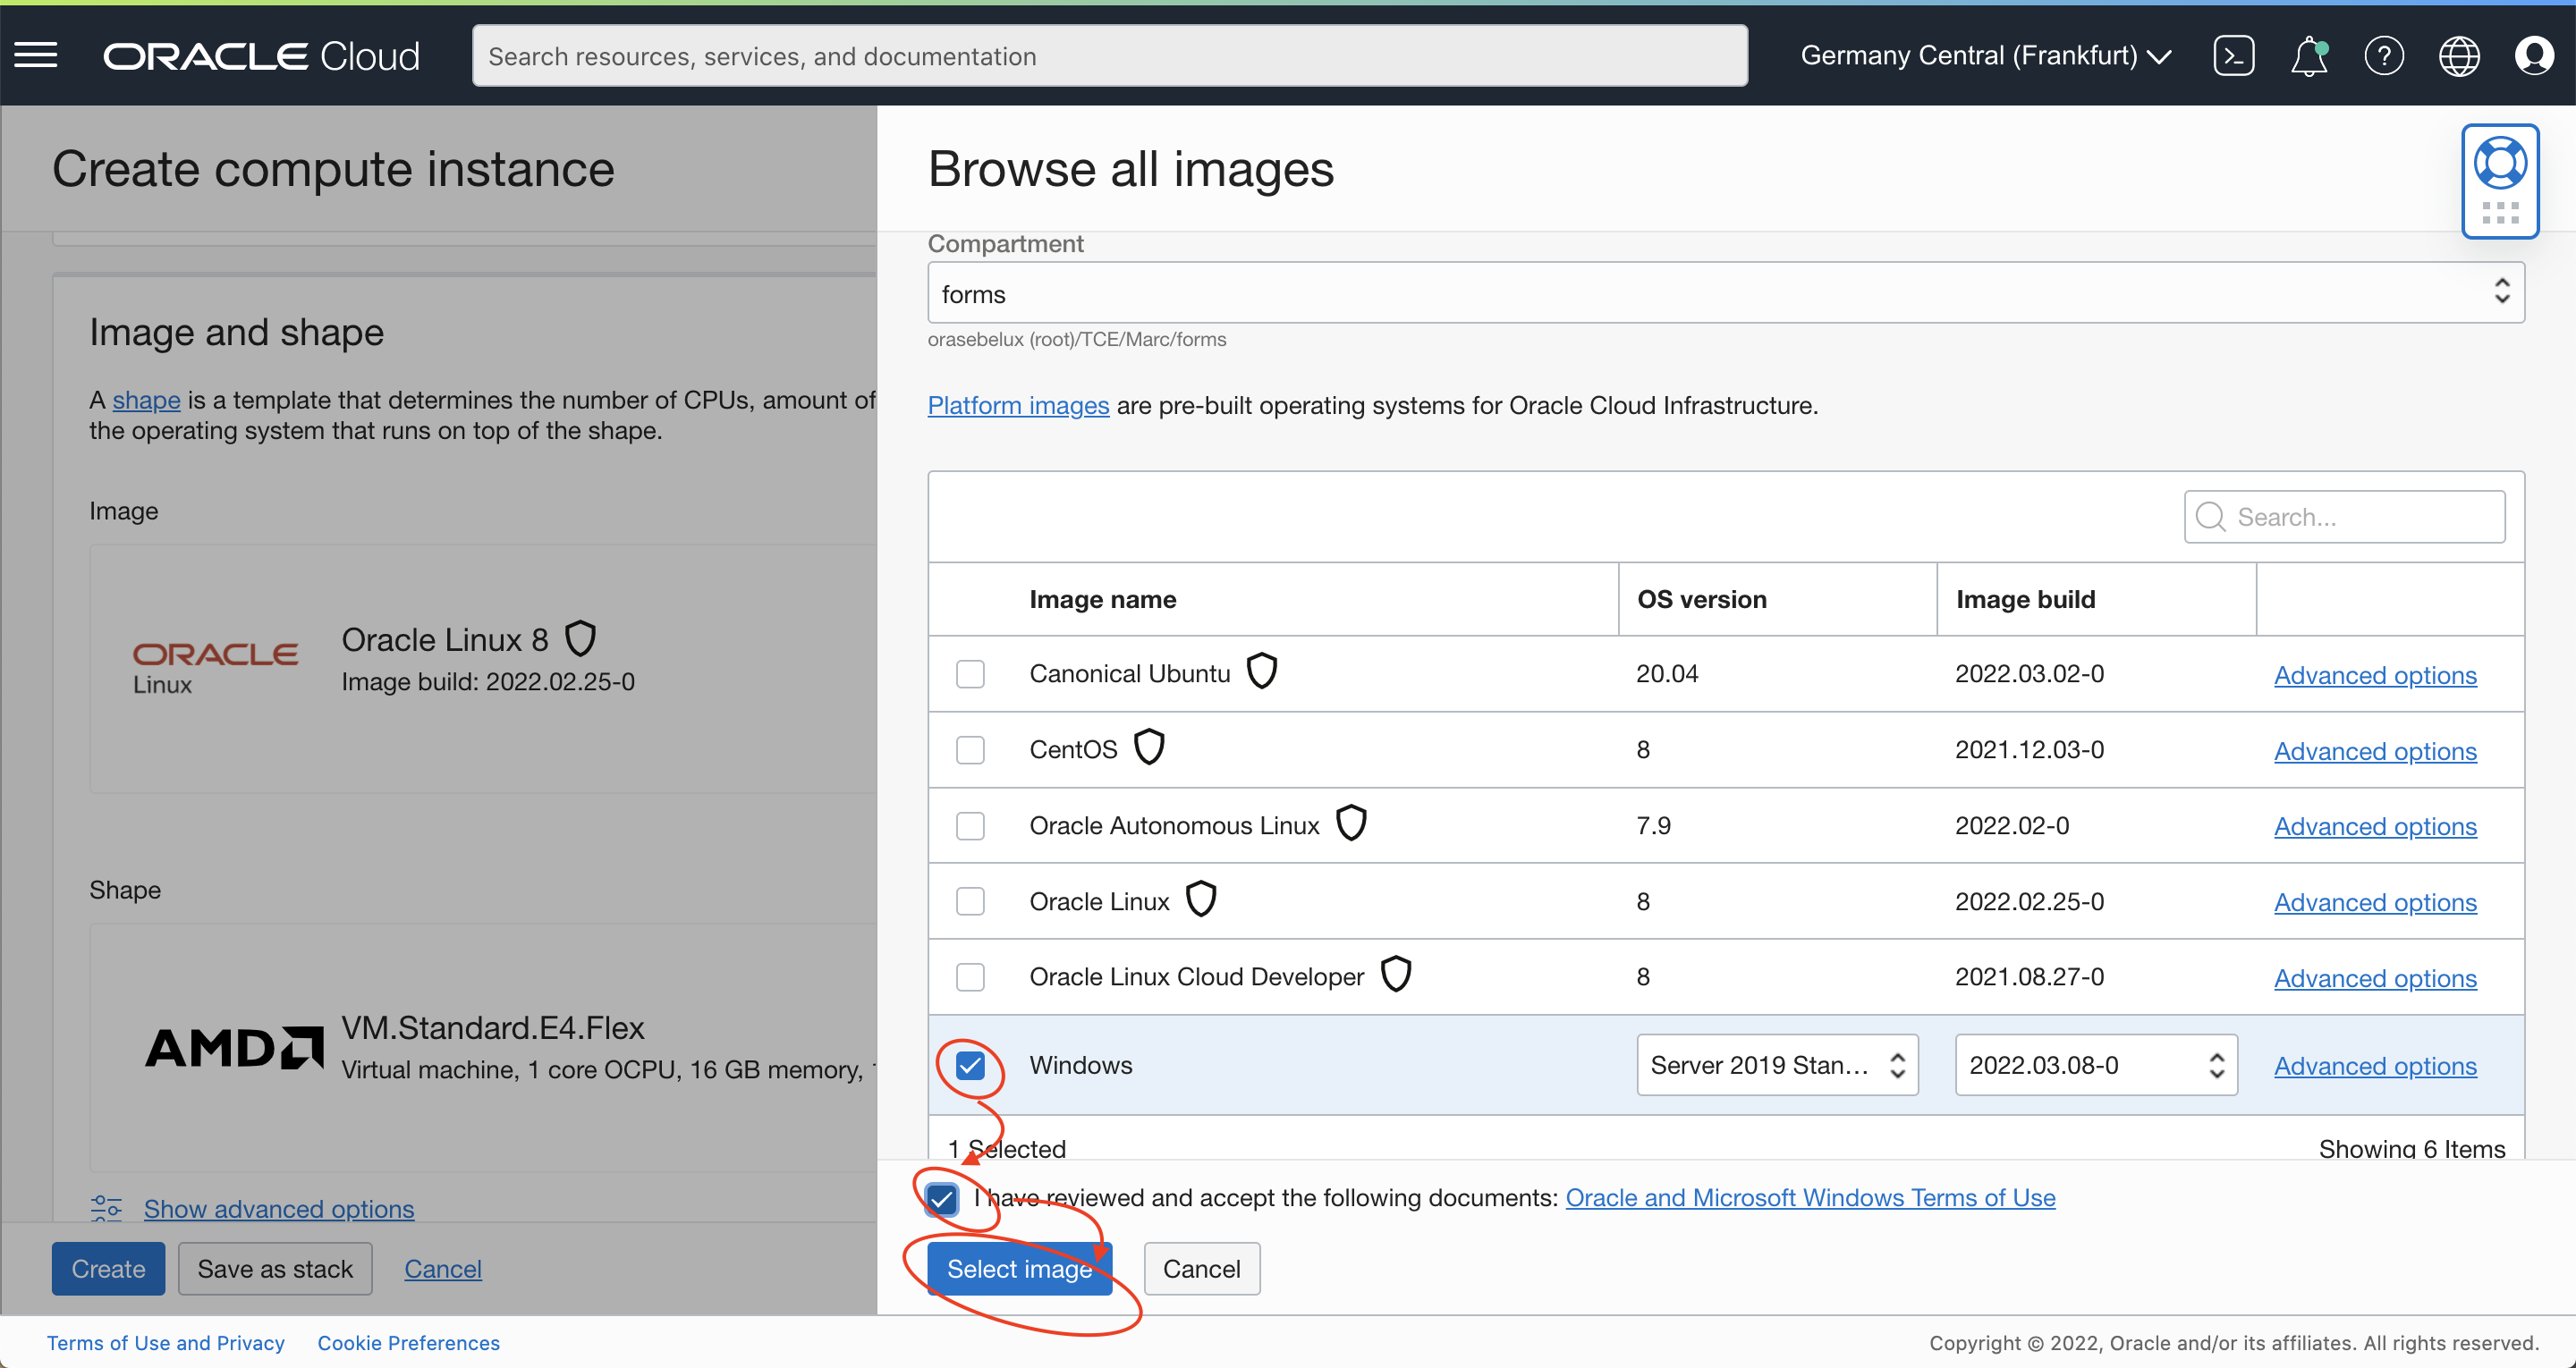 ORACLE Cloud
Search resources, services, and documentation
Germany Central (Frankfurt)
Create compute instance
Image and shape
A shape is a template that determines the number of CPUs, amount of
the operating system that runs on top of the shape.
Image
ORACLE
Linux
Oracle Linux 8
Image build: 2022.02.25-0
Shape
AMD
VM.Standard.E4.Flex
Virtual machine, 1 core OCPU, 16 GB memory,
Show advanced options
Create
Save as stack
Cancel
Browse all images
Compartment
forms
orasebelux (root)/TCE/Marc/forms
Platform images are pre-built operating systems for Oracle Cloud Infrastructure.
Search...
Image name OS version Image build
Canonical Ubuntu 20.04 2022.03.02-0 Advanced options
CentOS 8 2021.12.03-0 Advanced options
Oracle Autonomous Linux 7.9 2022.02-0 Advanced options
Oracle Linux 8 2022.02.25-0 Advanced options
Oracle Linux Cloud Developer 8 2021.08.27-0 Advanced options
Windows Server 2019 Stan... 2022.03.08-0 Advanced options
1 Selected Showing 6 Items
I have reviewed and accept the following documents: Oracle and Microsoft Windows Terms of Use
Select image
Cancel
Terms of Use and Privacy Cookie Preferences
Copyright © 2022, Oracle and/or its affiliates. All rights reserved.